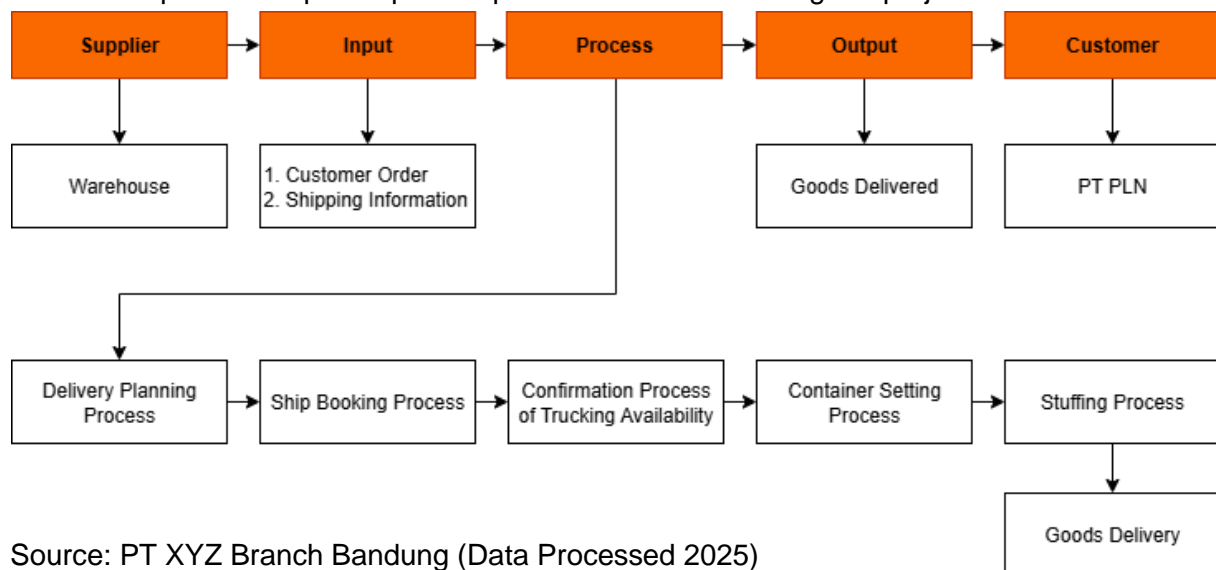 Supplier
Input
Process
Output
Customer
Warehouse
1. Customer Order
2. Shipping Information
Goods Delivered
PT PLN
Delivery Planning
Process
Ship Booking Process
Confirmation Process
of Trucking Availability
Container Setting
Process
Stuffing Process
Goods Delivery
Source: PT XYZ Branch Bandung (Data Processed 2025)